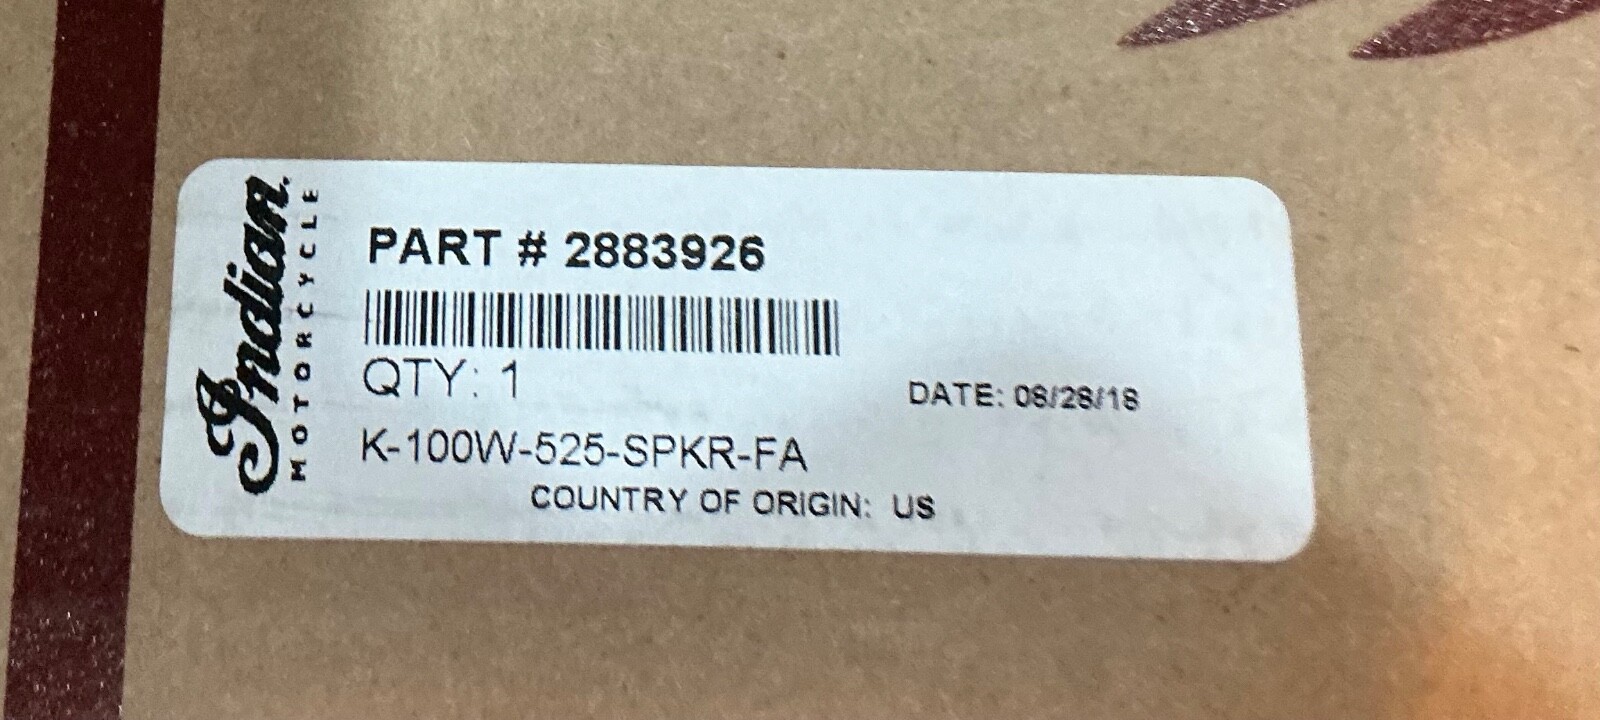 Indian
MOTORCYCLE
PART # 2883926
QTY: 1
DATE: 08/28/18
K-100W-525-SPKR-FA
COUNTRY OF ORIGIN: US